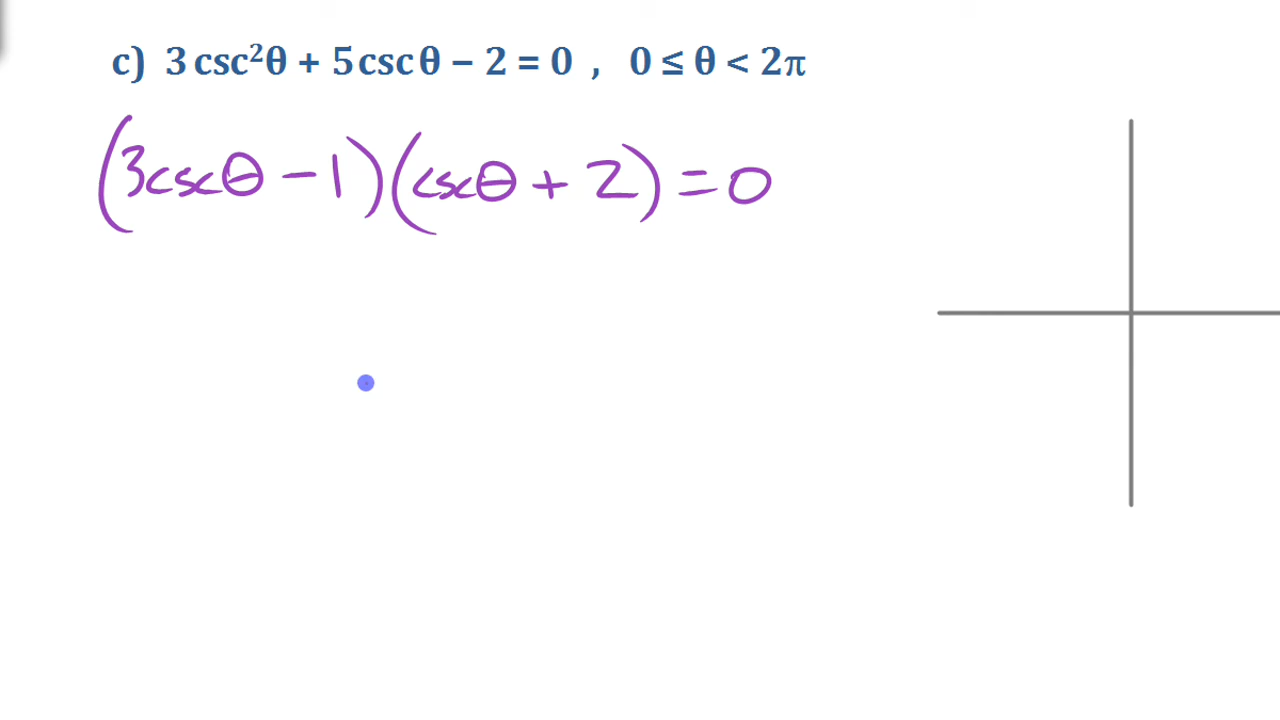 c) 3 csc²θ + 5 csc θ − 2 = 0 , 0 ≤ θ < 2π
(3cscθ − 1)(cscθ + 2) = 0